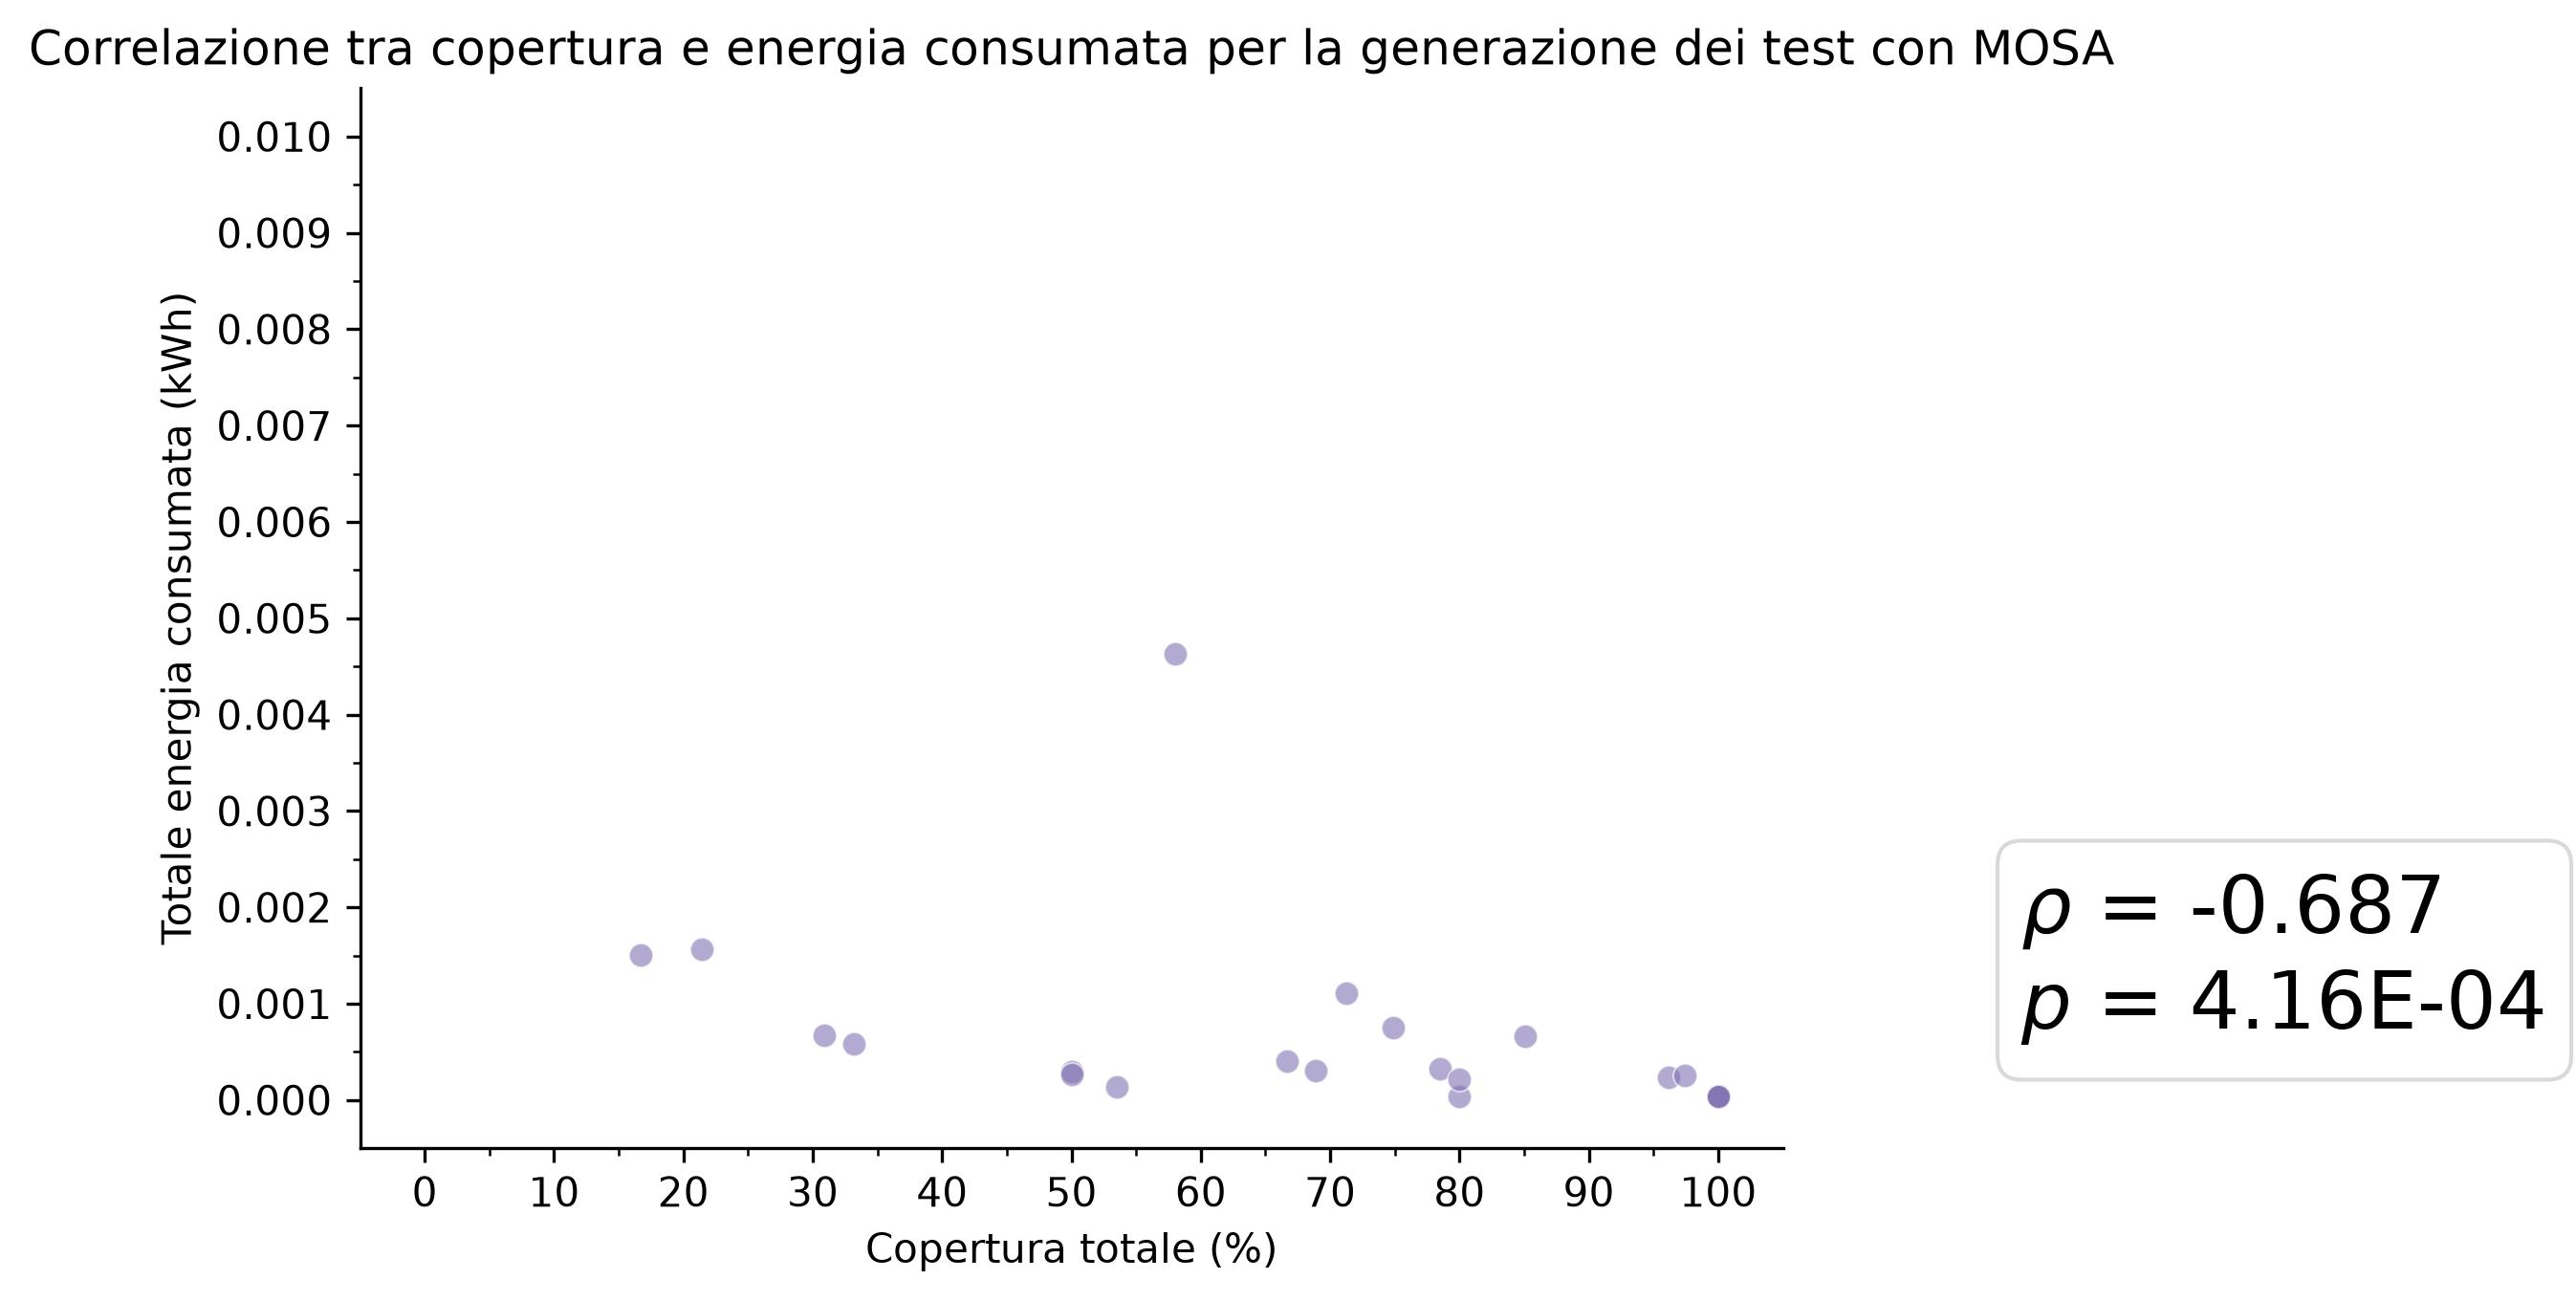 Correlazione tra copertura e energia consumata per la generazione dei test con MOSA
Totale energia consumata (kWh)
0.010
0.009
0.008
0.007
0.006
0.005
0.004
0.003
0.002
0.001
0.000
0 10 20 30 40 50 60 70 80 90 100
Copertura totale (%)
ρ = -0.687
p = 4.16E-04